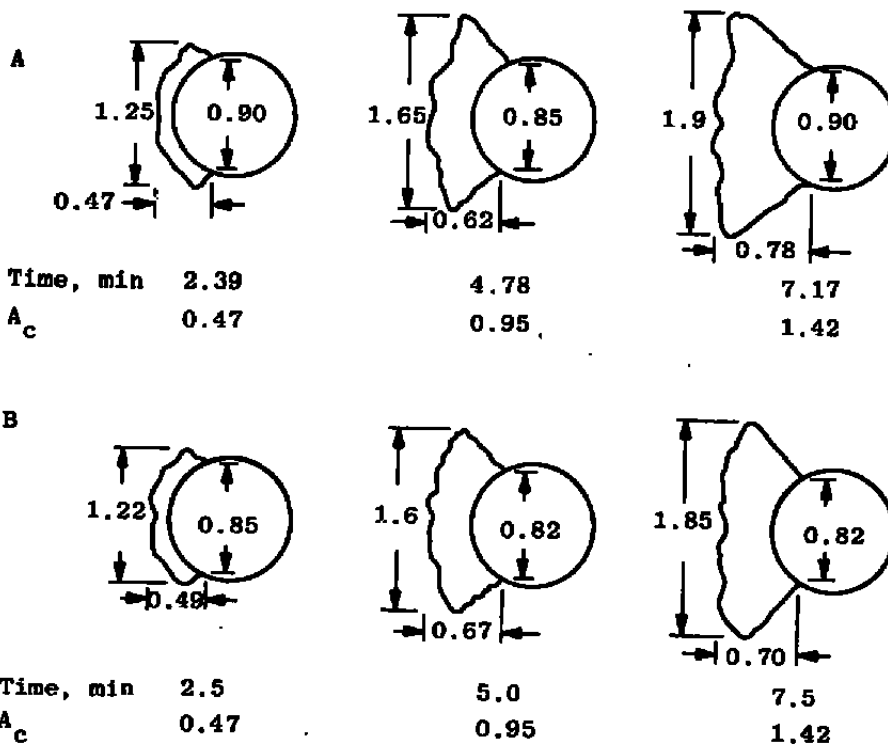 A
1.25 0.90 1.65 0.85 1.9 0.90
0.47 0.62 0.78
Time, min 2.39 4.78 7.17
A_c 0.47 0.95 1.42
B
1.22 0.85 1.6 0.82 1.85 0.82
0.49 0.67 0.70
Time, min 2.5 5.0 7.5
A_c 0.47 0.95 1.42